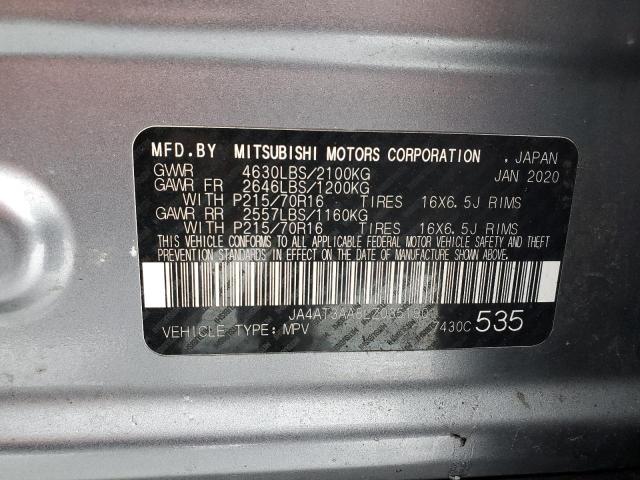 MFD.BY MITSUBISHI MOTORS CORPORATION . JAPAN
GVWR 4630LBS/2100KG JAN 2020
GAWR FR 2646LBS/1200KG
WITH P215/70R16 TIRES 16X6.5J RIMS
GAWR RR 2557LBS/1160KG
WITH P215/70R16 TIRES 16X6.5J RIMS
THIS VEHICLE CONFORMS TO ALL APPLICABLE FEDERAL MOTOR VEHICLE SAFETY AND THEFT
PREVENTION STANDARDS IN EFFECT ON THE DATE OF MANUFACTURE SHOWN ABOVE.
VEHICLE TYPE: MPV 7430C 535